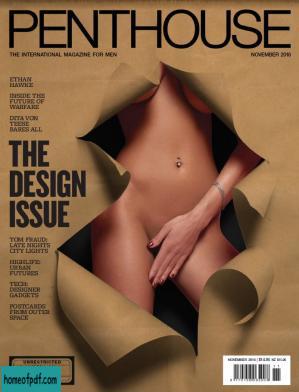 PENTHOUSE
THE INTERNATIONAL MAGAZINE FOR MEN
NOVEMBER 2016
ETHAN
HAWKE
INSIDE THE
FUTURE OF
WARFARE
DITA VON
TEESE
BARES ALL
THE
DESIGN
ISSUE
TOM FRAUD:
LATE NIGHTS
CITY LIGHTS
HIGHLIFE:
URBAN
FUTURES
TECH:
DESIGNER
GADGETS
POSTCARDS
FROM OUTER
SPACE
UNRESTRICTED
homeofpdf.com